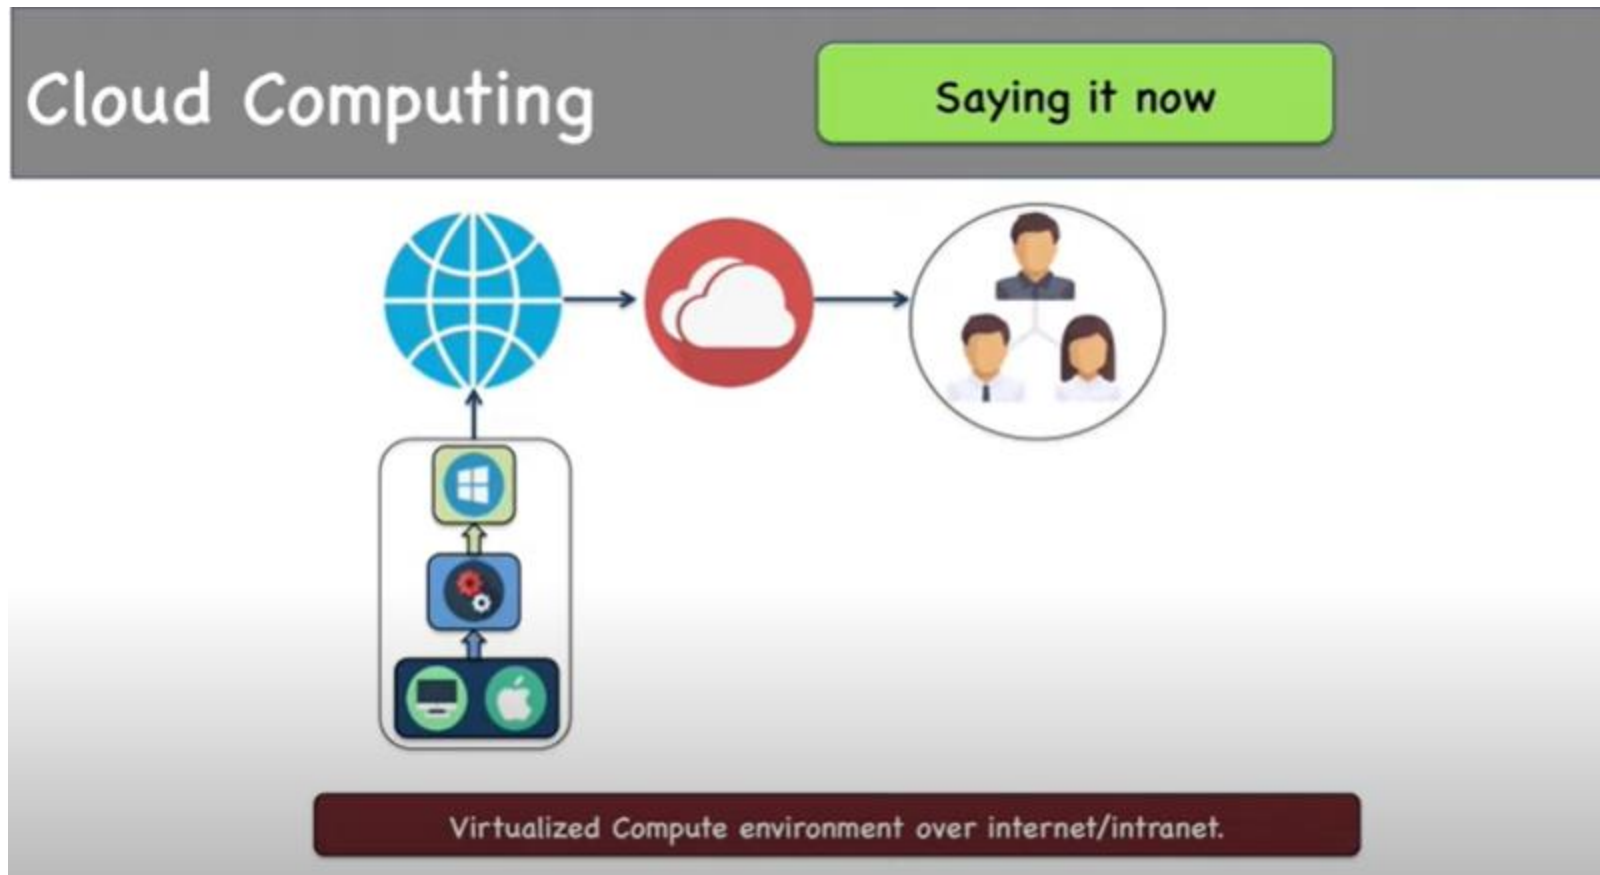 Cloud Computing
Saying it now
Virtualized Compute environment over internet/intranet.